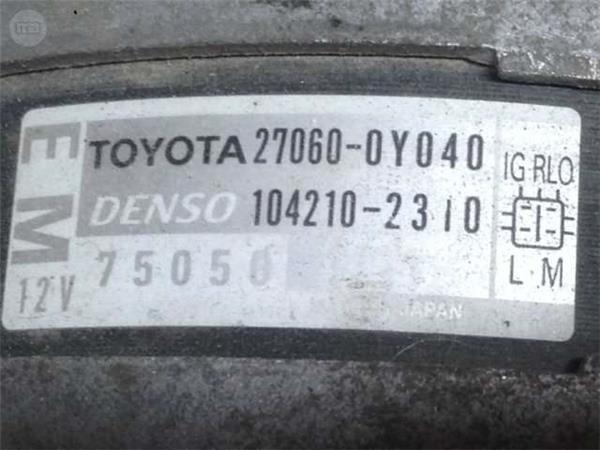 E M
TOYOTA 27060-0Y040
DENSO 104210-2310
12V 75050
JAPAN
IG RLO
L M